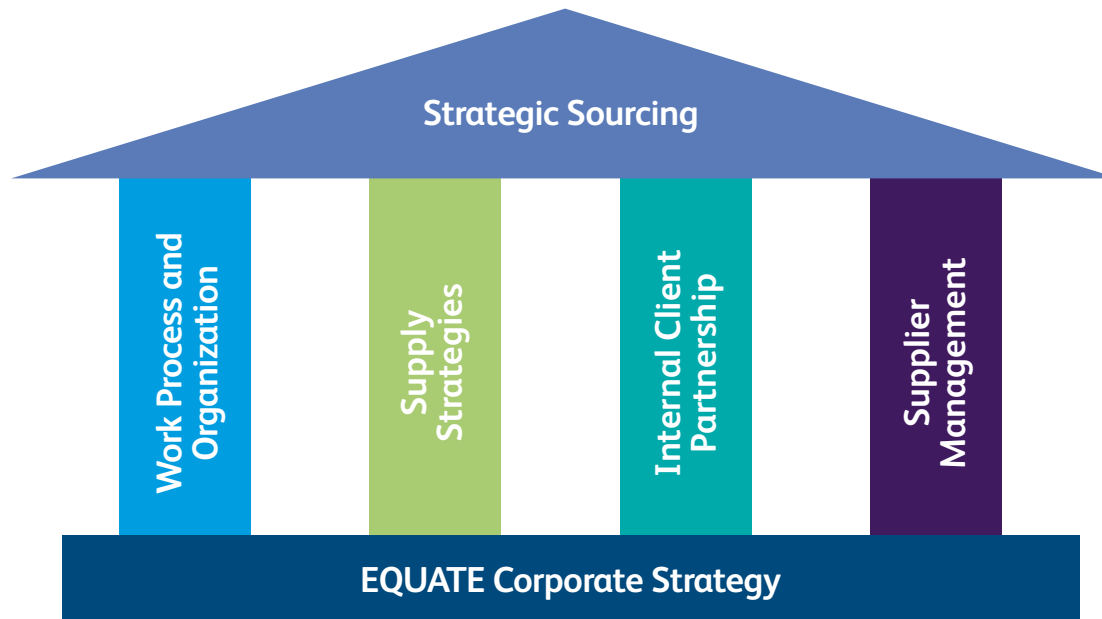 Strategic Sourcing
Work Process and
Organization
Supply
Strategies
Internal Client
Partnership
Supplier
Management
EQUATE Corporate Strategy